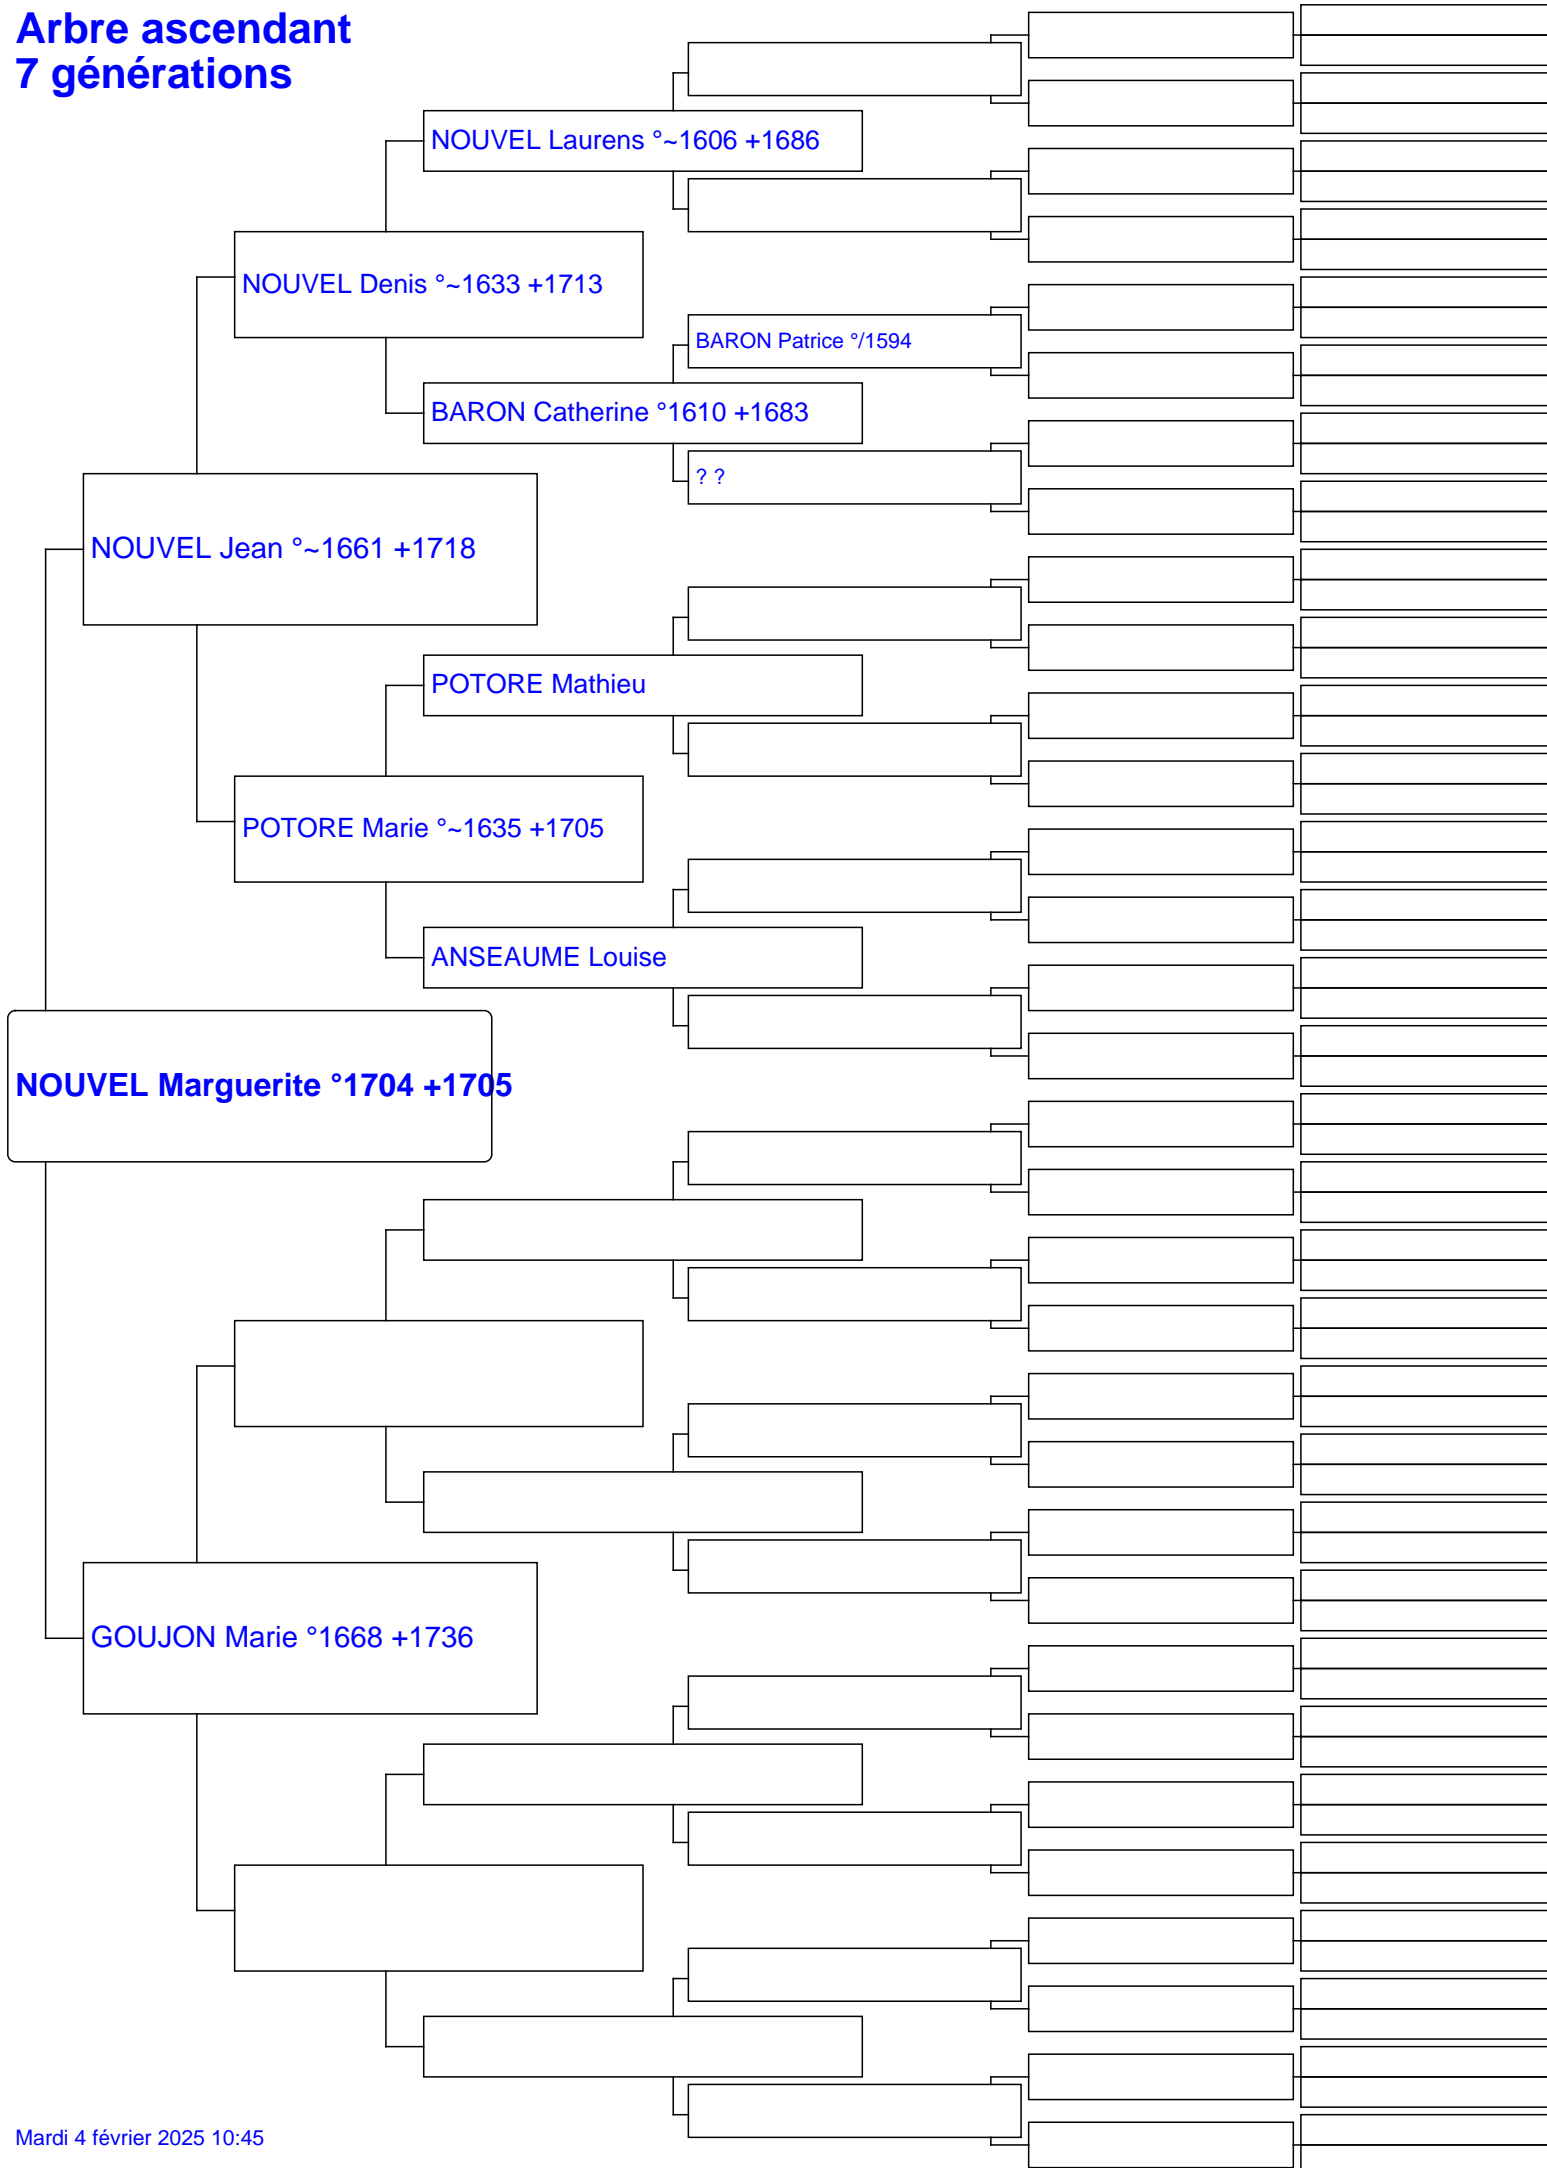 Arbre ascendant
7 générations
NOUVEL Laurens °~1606 +1686
NOUVEL Denis °~1633 +1713
BARON Patrice °/1594
BARON Catherine °1610 +1683
? ?
NOUVEL Jean °~1661 +1718
POTORE Mathieu
POTORE Marie °~1635 +1705
ANSEAUME Louise
NOUVEL Marguerite °1704 +1705
GOUJON Marie °1668 +1736
Mardi 4 février 2025 10:45